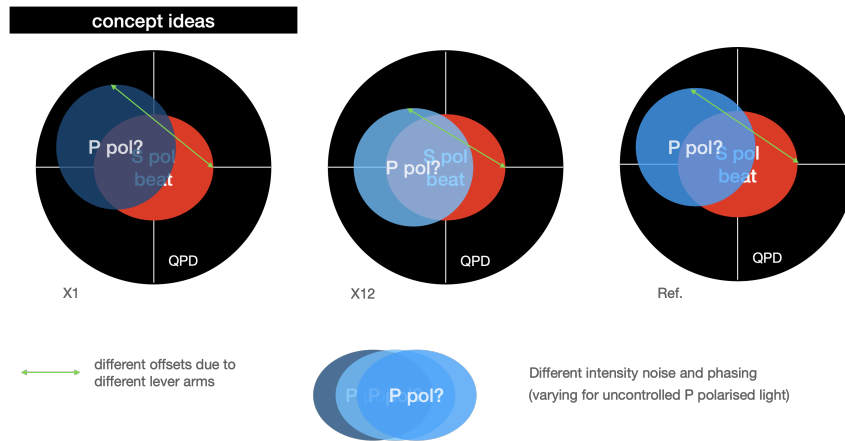 concept ideas
P pol?
S pol
beat
QPD
X1
P pol?
S pol
beat
QPD
X12
P pol?
S pol
beat
QPD
Ref.
different offsets due to
different lever arms
P pol?
Different intensity noise and phasing
(varying for uncontrolled P polarised light)